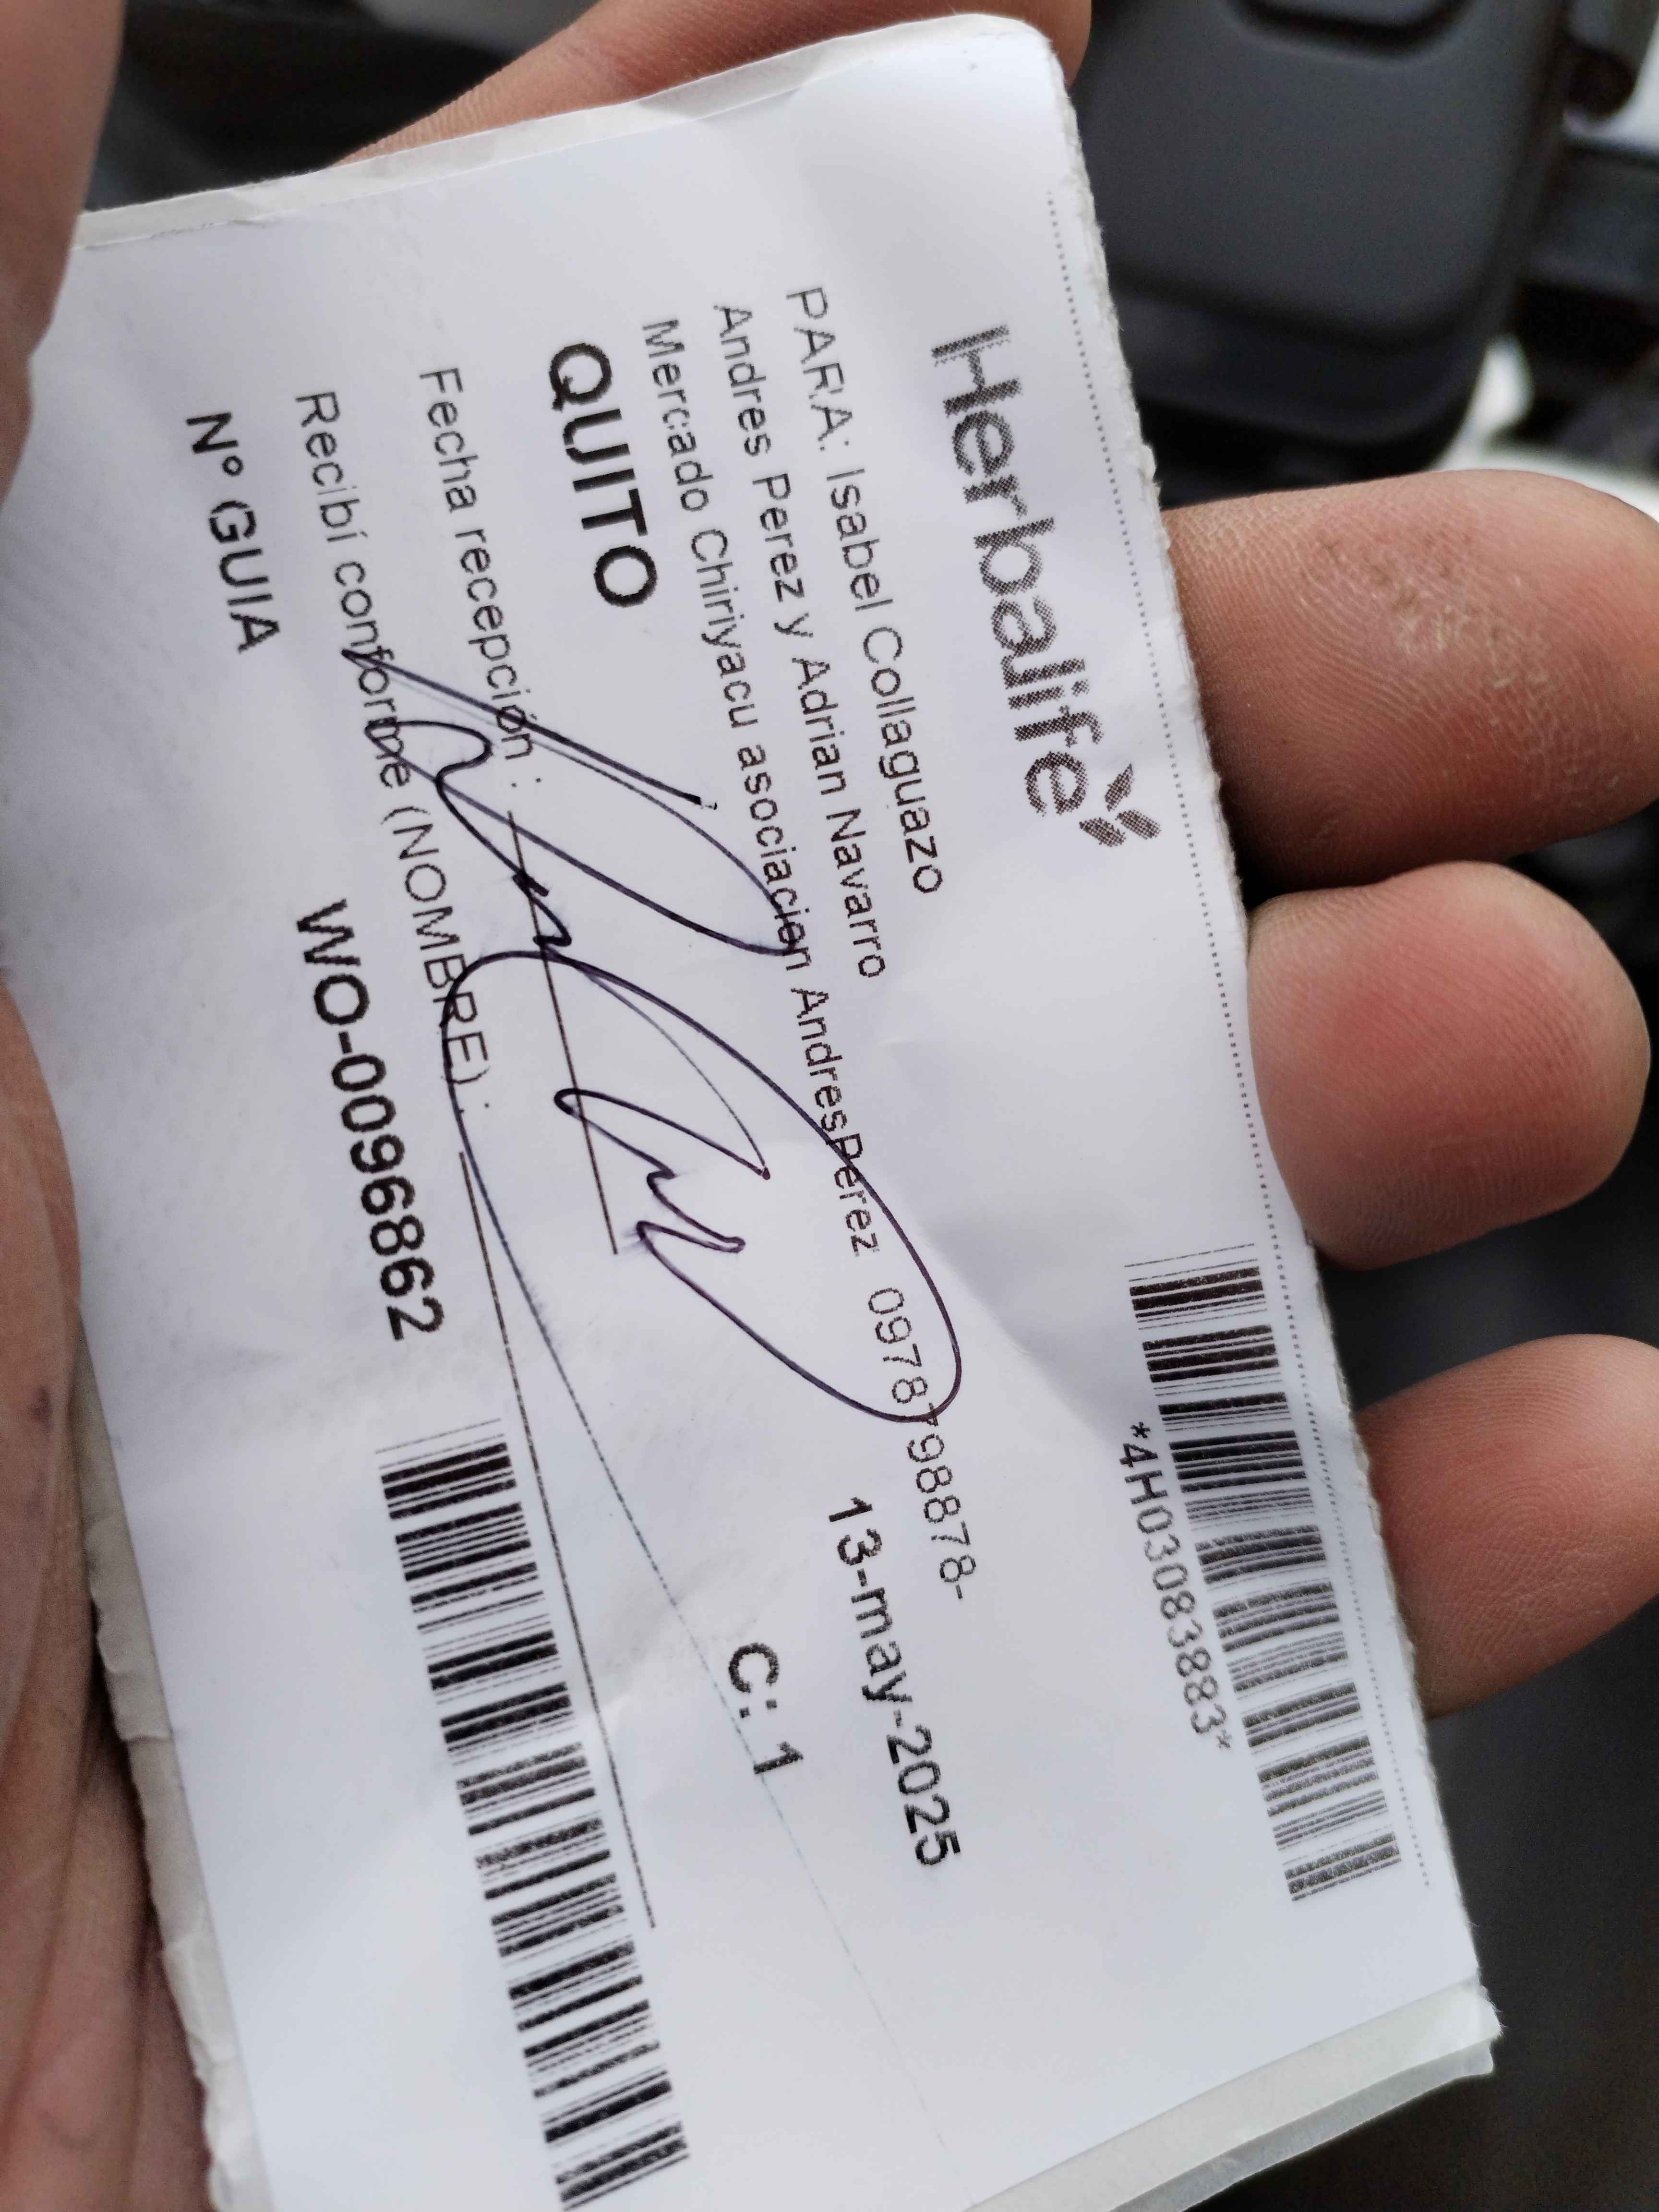 Herbalife
*4H03083883*
PARA: Isabel Collaguazo
Andres Perez y Adrian Navarro
Mercado Chiriyacu asociacion AndresPerez 0978798878-
QUITO
13-may-2025
C: 1
Fecha recepción :
Recibí conforme (NOMBRE) :
N° GUIA
WO-0096862